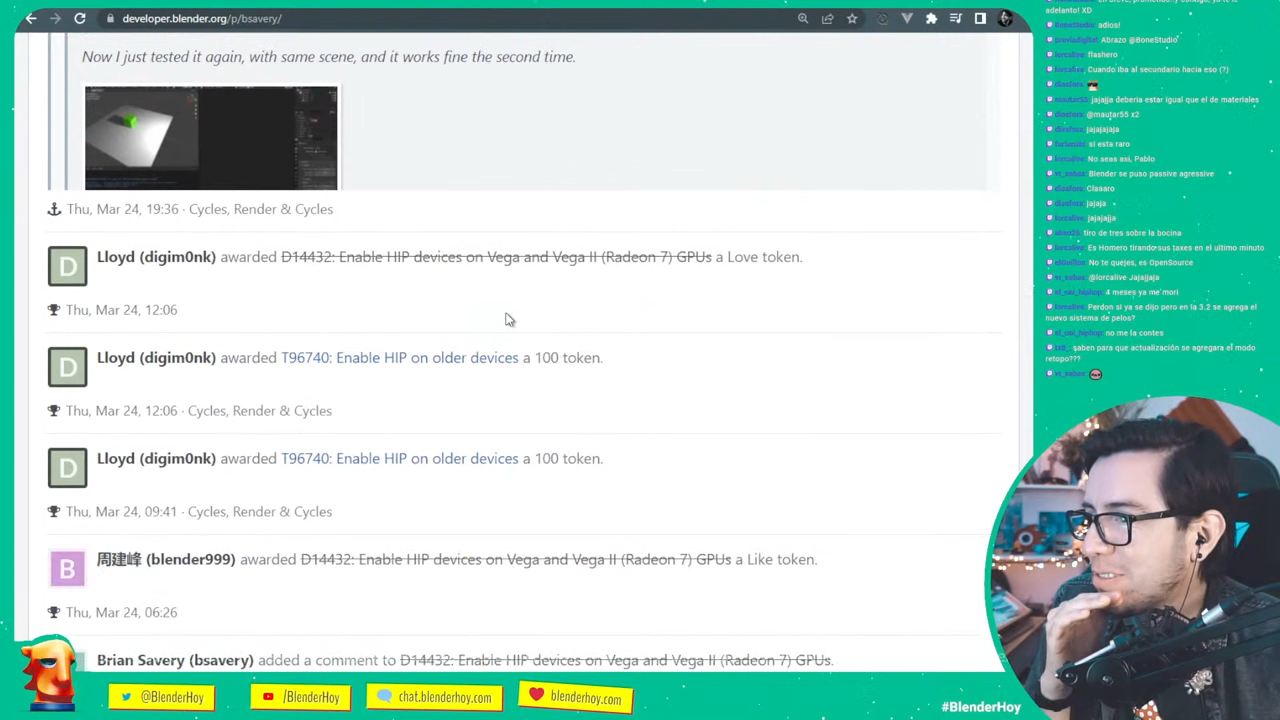 developer.blender.org/p/bsavery/
Now I just tested it again, with same scene, and it works fine the second time.
Thu, Mar 24, 19:36 · Cycles, Render & Cycles
D
Lloyd (digim0nk) awarded D14432: Enable HIP devices on Vega and Vega II (Radeon 7) GPUs a Love token.
Thu, Mar 24, 12:06
D
Lloyd (digim0nk) awarded T96740: Enable HIP on older devices a 100 token.
Thu, Mar 24, 12:06 · Cycles, Render & Cycles
D
Lloyd (digim0nk) awarded T96740: Enable HIP on older devices a 100 token.
Thu, Mar 24, 09:41 · Cycles, Render & Cycles
B
周建峰 (blender999) awarded D14432: Enable HIP devices on Vega and Vega II (Radeon 7) GPUs a Like token.
Thu, Mar 24, 06:26
Brian Savery (bsavery) added a comment to D14432: Enable HIP devices on Vega and Vega II (Radeon 7) GPUs.
adelanto! XD
BoneStudio: adios!
Abrazo @BoneStudio
lorcalive: flashero
lorcalive: Cuando iba al secundario hacia eso (?)
mautar55: jajajja deberia estar igual que el de materiales
@mautar55 x2
jajajajaja
si esta raro
lorcalive: No seas asi, Pablo
Blender se puso passive agressive
Claaaro
jajaja
lorcalive: jajajajja
tiro de tres sobre la bocina
lorcalive: Es Homero tirando sus taxes en el ultimo minuto
No te quejes, es OpenSource
@lorcalive Jajajjaja
4 meses ya me mori
lorcalive: Perdon si ya se dijo pero en la 3.2 se agrega el
nuevo sistema de pelos?
no me la contes
saben para que actualización se agregara el modo
retopo???
@BlenderHoy
/BlenderHoy
chat.blenderhoy.com
blenderhoy.com
#BlenderHoy